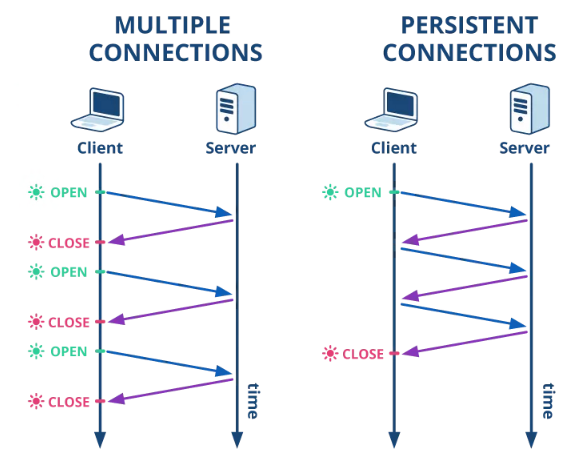 MULTIPLE
CONNECTIONS
Client
Server
OPEN
CLOSE
OPEN
CLOSE
OPEN
CLOSE
time
PERSISTENT
CONNECTIONS
Client
Server
OPEN
CLOSE
time